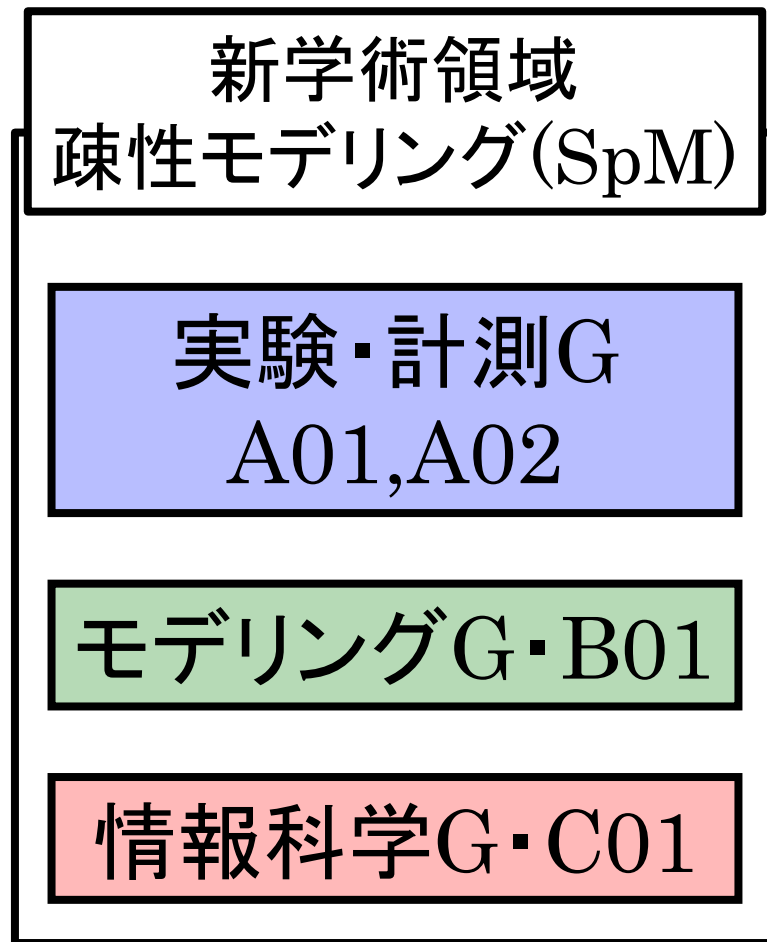 新学術領域
疎性モデリング(SpM)
実験・計測G
A01,A02
モデリングG・B01
情報科学G・C01